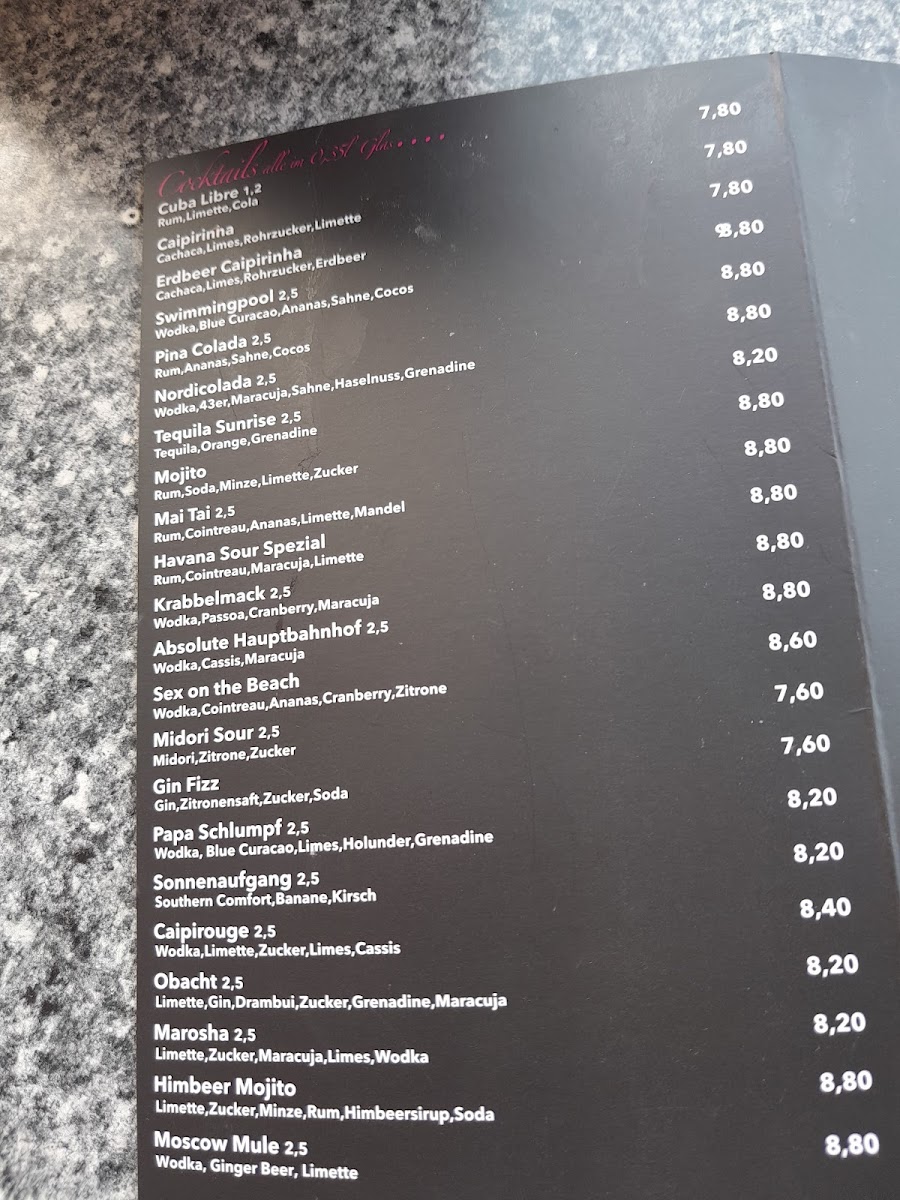 Cocktails alle im 0,35l Glas....
Cuba Libre 1,2 7,80
Rum,Limette,Cola
Caipirinha 7,80
Cachaca,Limes,Rohrzucker,Limette
Erdbeer Caipirinha 7,80
Cachaca,Limes,Rohrzucker,Erdbeer
Swimmingpool 2,5 8,80
Wodka,Blue Curacao,Ananas,Sahne,Cocos
Pina Colada 2,5 8,80
Rum,Ananas,Sahne,Cocos
Nordicolada 2,5 8,80
Wodka,43er,Maracuja,Sahne,Haselnuss,Grenadine
Tequila Sunrise 2,5 8,20
Tequila,Orange,Grenadine
Mojito 8,80
Rum,Soda,Minze,Limette,Zucker
Mai Tai 2,5 8,80
Rum,Cointreau,Ananas,Limette,Mandel
Havana Sour Spezial 8,80
Rum,Cointreau,Maracuja,Limette
Krabbelmack 2,5 8,80
Wodka,Passoa,Cranberry,Maracuja
Absolute Hauptbahnhof 2,5 8,80
Wodka,Cassis,Maracuja
Sex on the Beach 8,60
Wodka,Cointreau,Ananas,Cranberry,Zitrone
Midori Sour 2,5 7,60
Midori,Zitrone,Zucker
Gin Fizz 7,60
Gin,Zitronensaft,Zucker,Soda
Papa Schlumpf 2,5 8,20
Wodka, Blue Curacao,Limes,Holunder,Grenadine
Sonnenaufgang 2,5 8,20
Southern Comfort,Banane,Kirsch
Caipirouge 2,5 8,40
Wodka,Limette,Zucker,Limes,Cassis
Obacht 2,5 8,20
Limette,Gin,Drambui,Zucker,Grenadine,Maracuja
Marosha 2,5 8,20
Limette,Zucker,Maracuja,Limes,Wodka
Himbeer Mojito 8,80
Limette,Zucker,Minze,Rum,Himbeersirup,Soda
Moscow Mule 2,5 8,80
Wodka, Ginger Beer, Limette